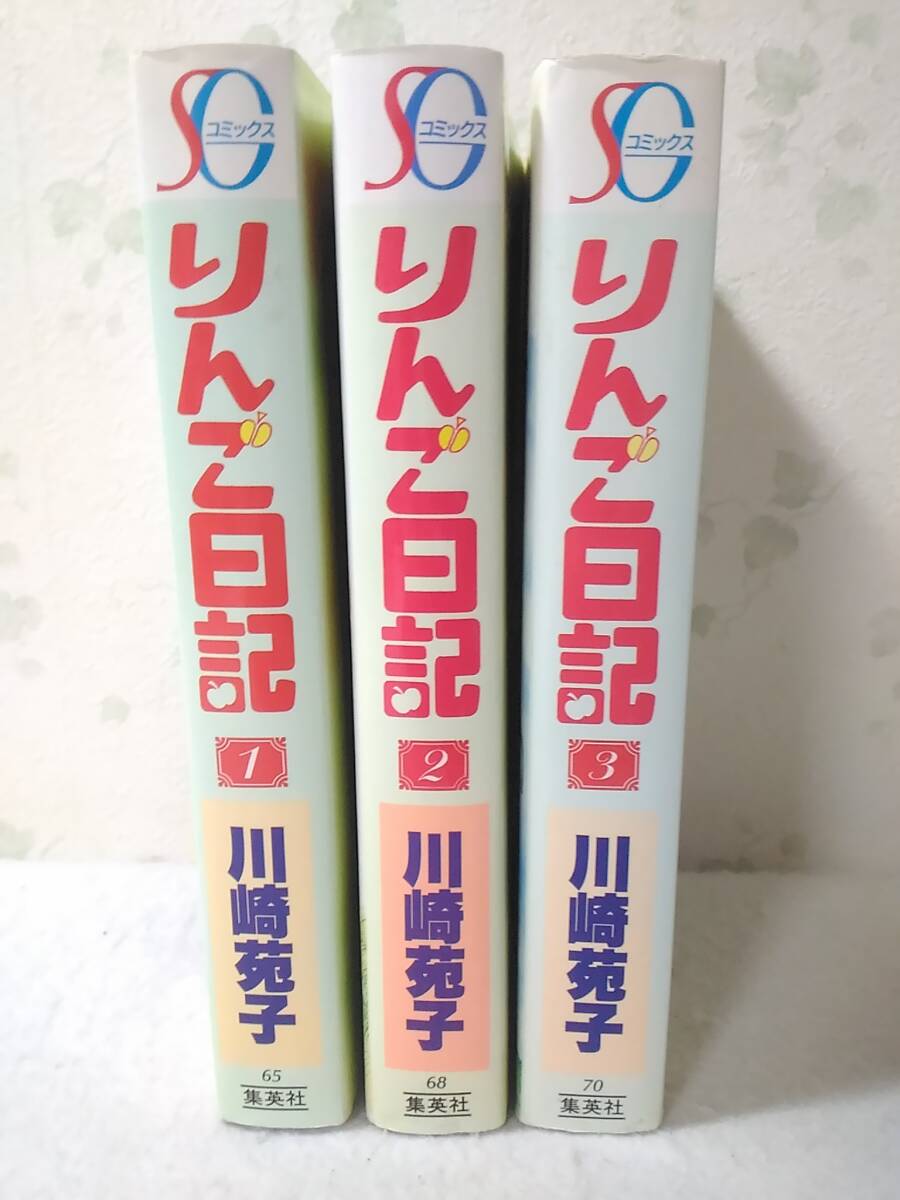 SG
コミックス
りんご日記
1
川崎苑子
65
集英社
SG
コミックス
りんご日記
2
川崎苑子
68
集英社
SG
コミックス
りんご日記
3
川崎苑子
70
集英社